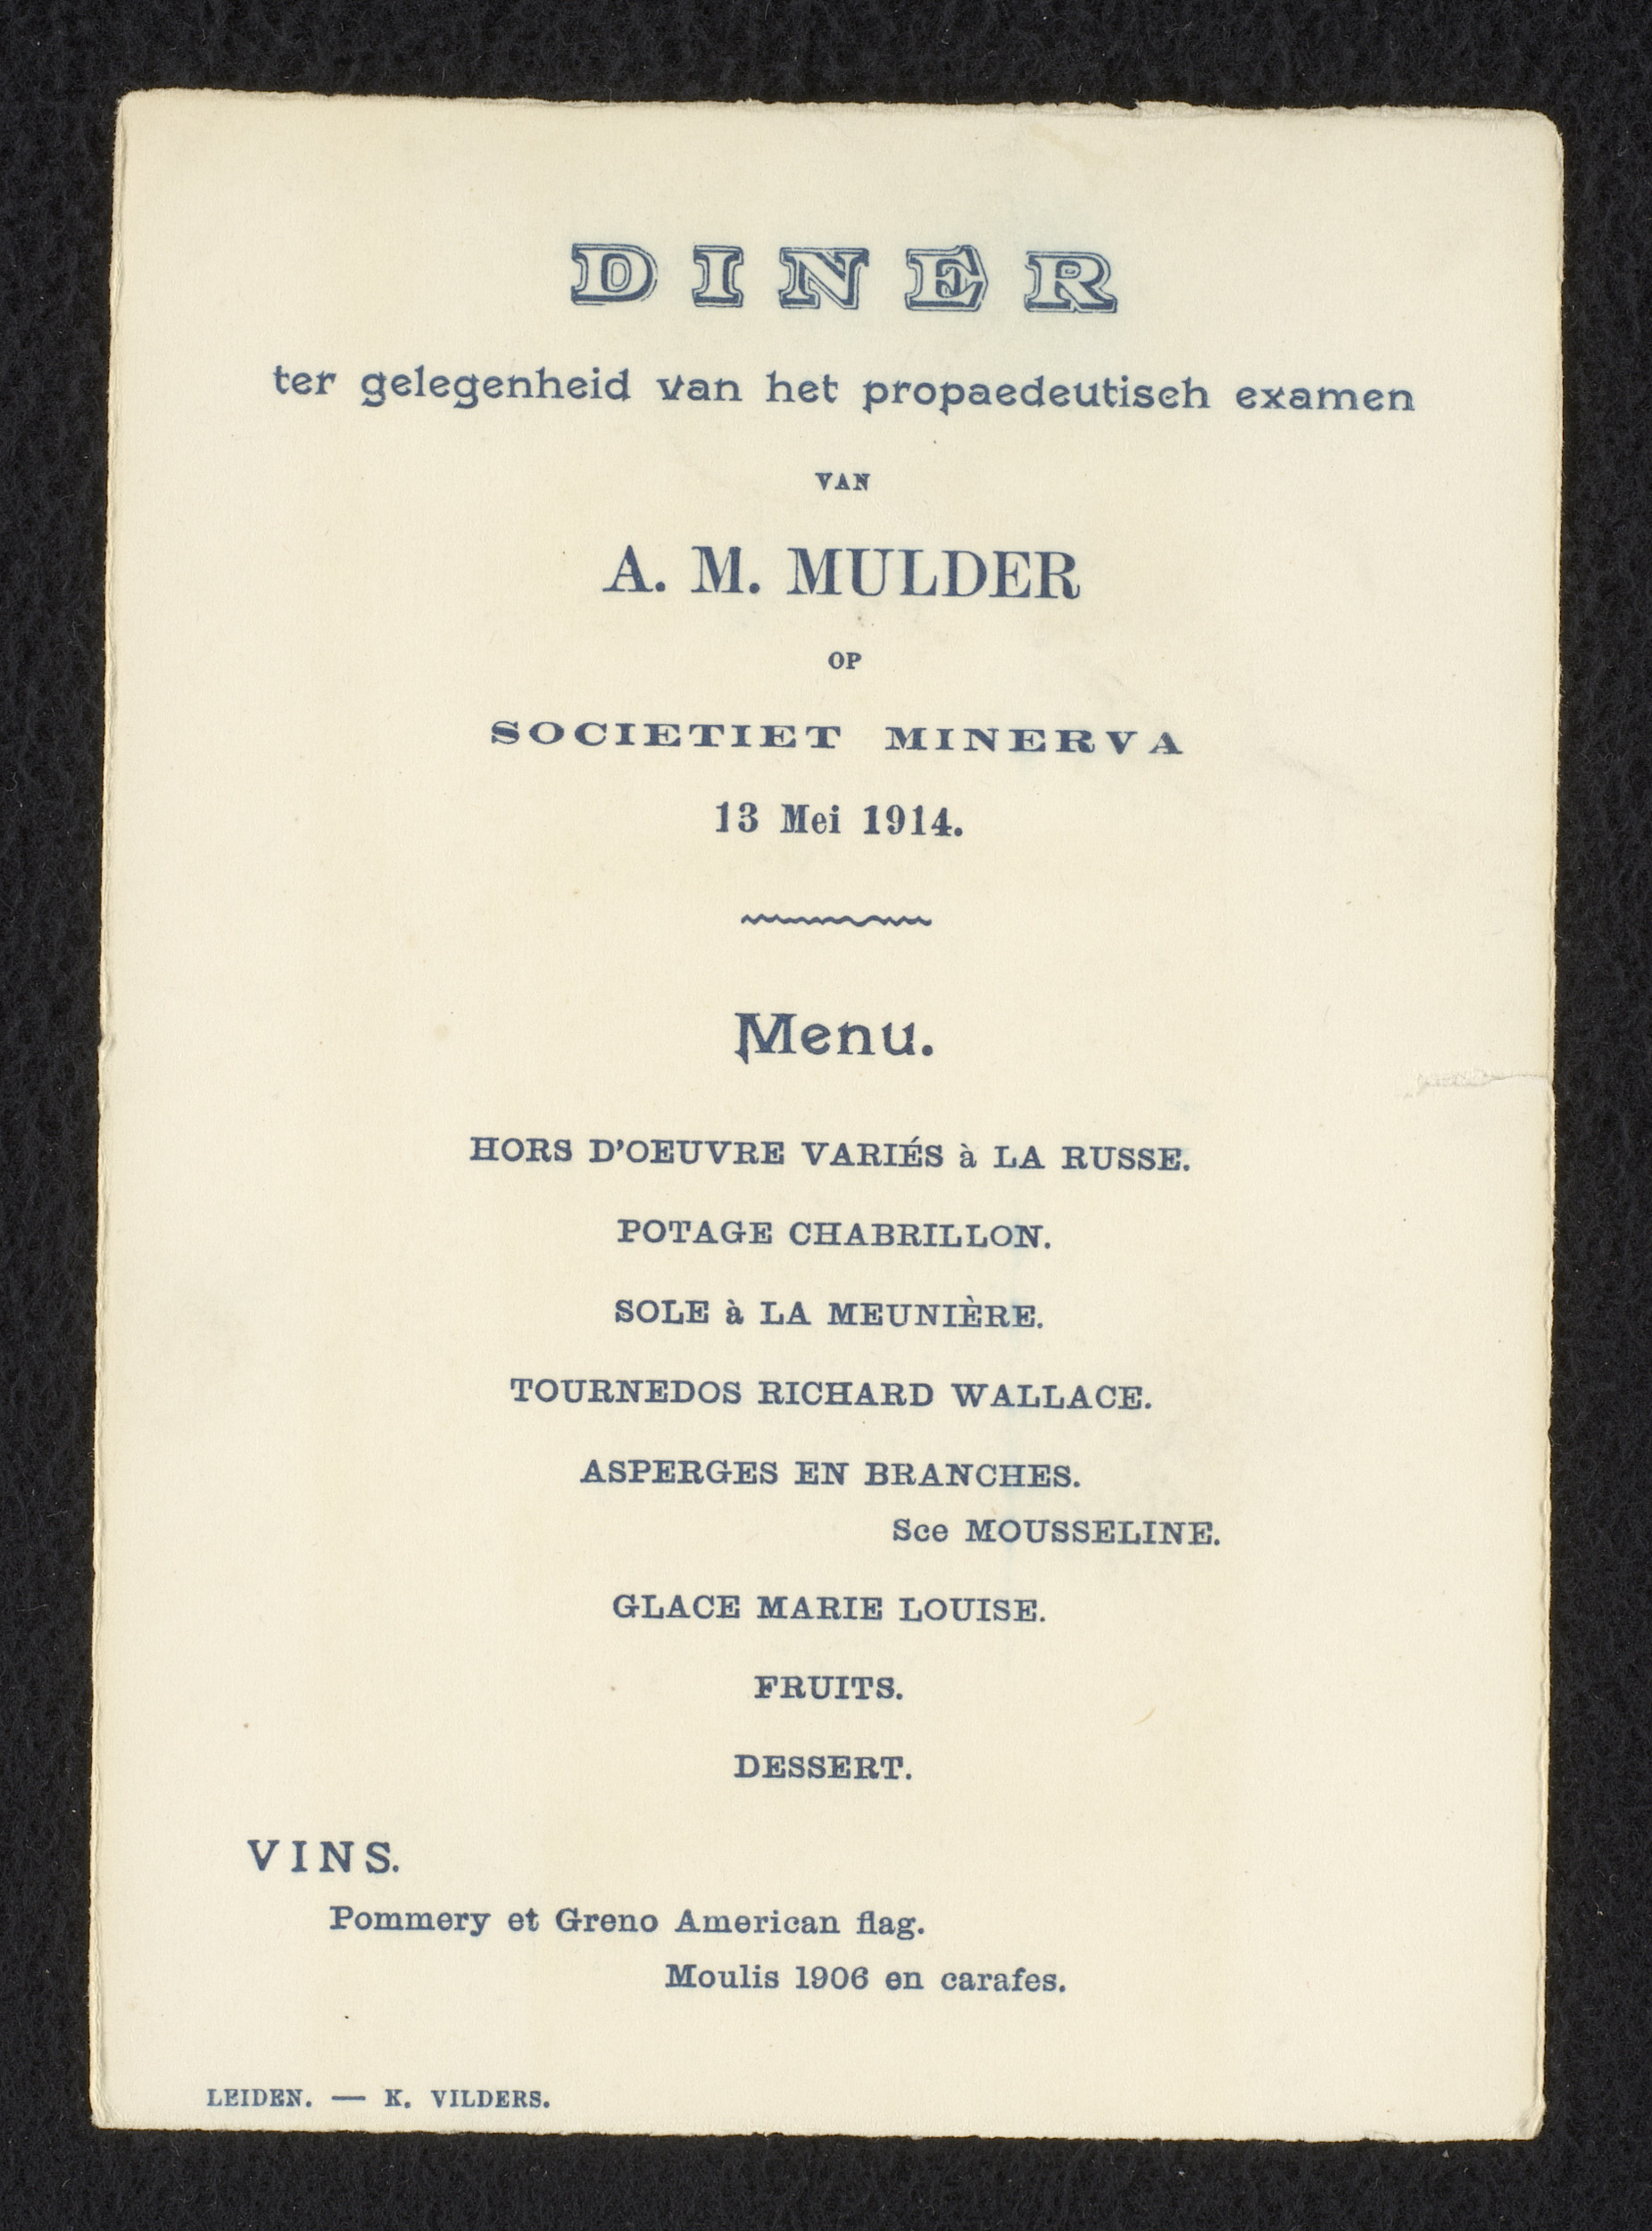 DINER
ter gelegenheid van het propaedeutisch examen
VAN
A. M. MULDER
OP
SOCIETIET MINERVA
13 Mei 1914.
Menu.
HORS D'OEUVRE VARIÉS à LA RUSSE.
POTAGE CHABRILLON.
SOLE à LA MEUNIÈRE.
TOURNEDOS RICHARD WALLACE.
ASPERGES EN BRANCHES.
Sce MOUSSELINE.
GLACE MARIE LOUISE.
FRUITS.
DESSERT.
VINS.
Pommery et Greno American flag.
Moulis 1906 en carafes.
LEIDEN. — K. VILDERS.